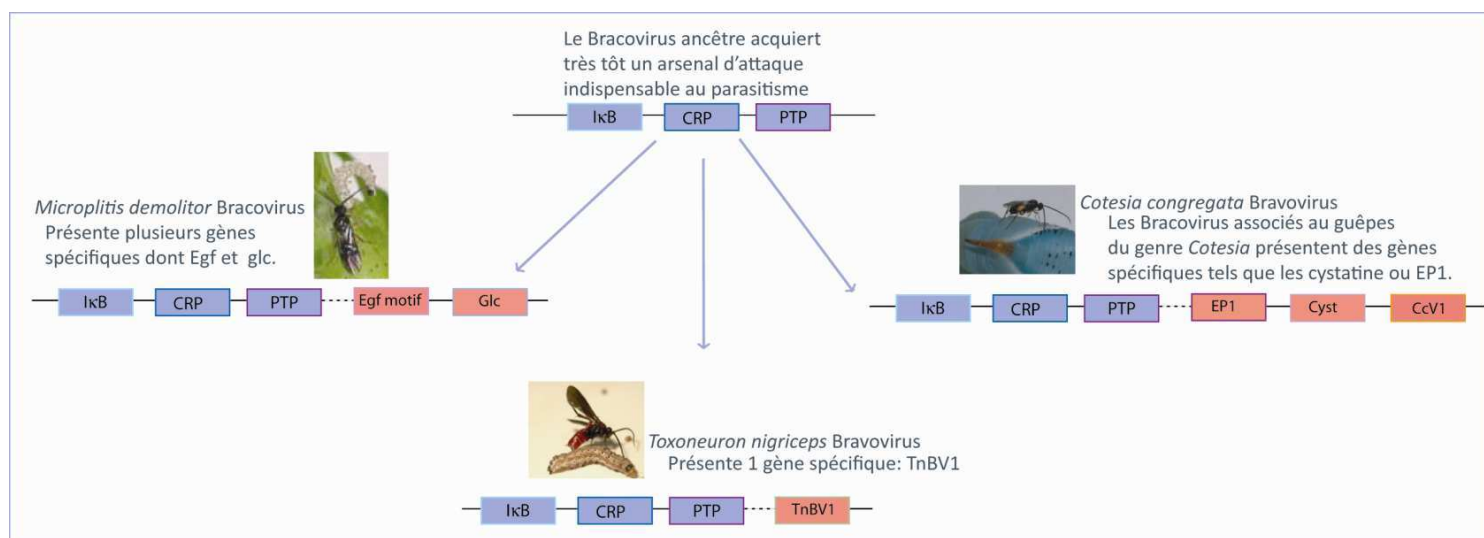 Le Bracovirus ancêtre acquiert
très tôt un arsenal d'attaque
indispensable au parasitisme
IκB CRP PTP
Microplitis demolitor Bracovirus
Présente plusieurs gènes
spécifiques dont Egf et glc.
IκB CRP PTP Egf motif Glc
Cotesia congregata Bravovirus
Les Bracovirus associés au guêpes
du genre Cotesia présentent des gènes
spécifiques tels que les cystatine ou EP1.
IκB CRP PTP EP1 Cyst CcV1
Toxoneuron nigriceps Bravovirus
Présente 1 gène spécifique: TnBV1
IκB CRP PTP TnBV1